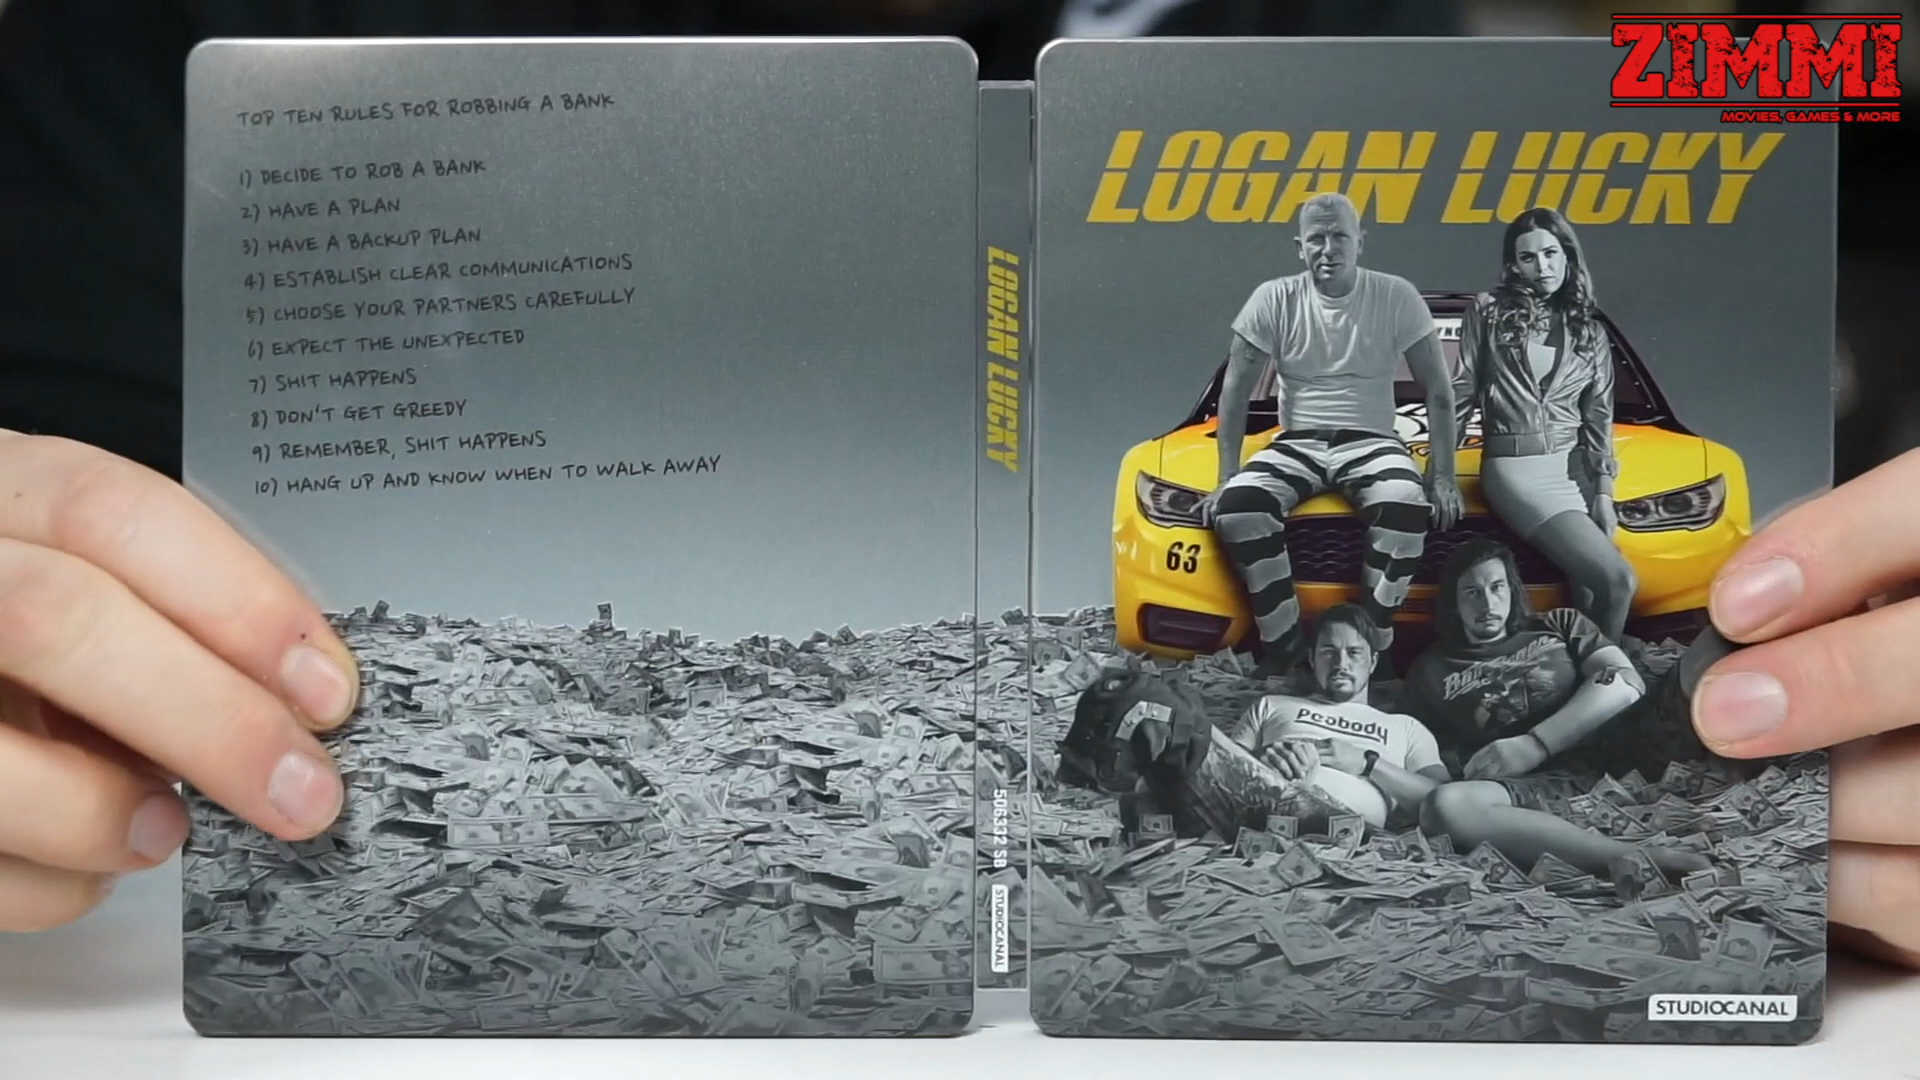 TOP TEN RULES FOR ROBBING A BANK
1) DECIDE TO ROB A BANK
2) HAVE A PLAN
3) HAVE A BACKUP PLAN
4) ESTABLISH CLEAR COMMUNICATIONS
5) CHOOSE YOUR PARTNERS CAREFULLY
6) EXPECT THE UNEXPECTED
7) SHIT HAPPENS
8) DON'T GET GREEDY
9) REMEMBER, SHIT HAPPENS
10) HANG UP AND KNOW WHEN TO WALK AWAY
LOGAN LUCKY
506332 SB
STUDIOCANAL
ZIMMI
MOVIES, GAMES & MORE
LOGAN LUCKY
63
Peabody
STUDIOCANAL